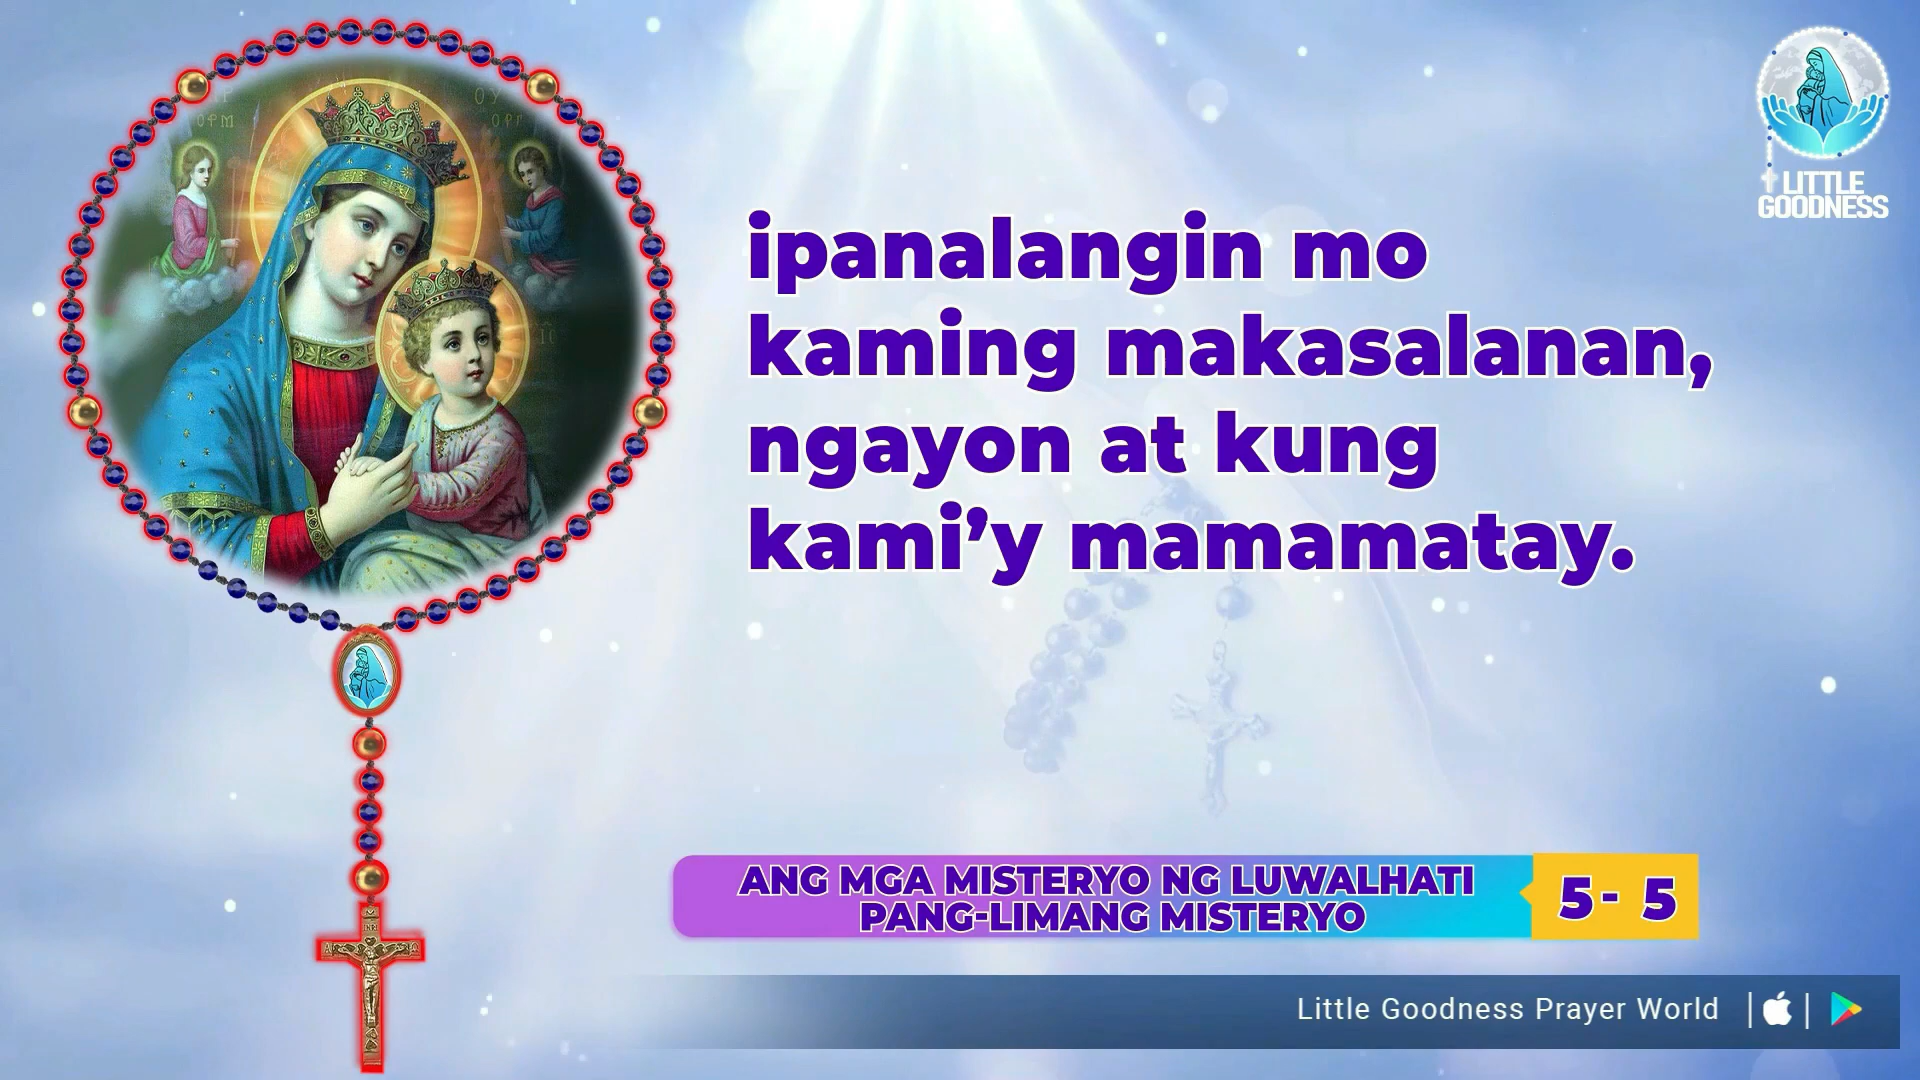 ipanalangin mo
kaming makasalanan,
ngayon at kung
kami’y mamamatay.
LITTLE
GOODNESS
ANG MGA MISTERYO NG LUWALHATI
PANG-LIMANG MISTERYO
5- 5
Little Goodness Prayer World
INRI